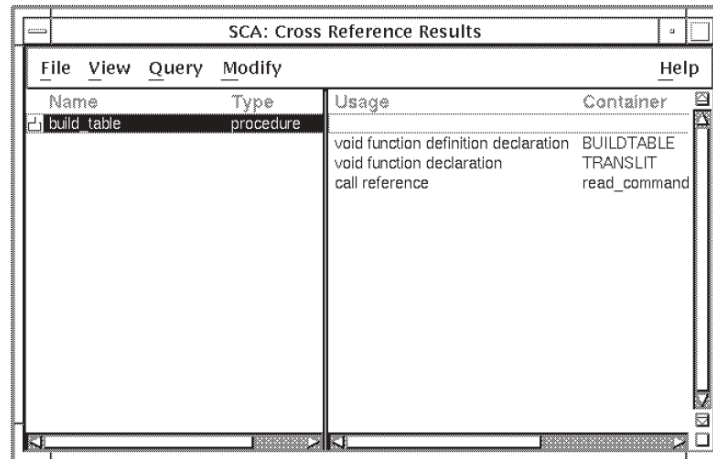 SCA: Cross Reference Results
File View Query Modify Help
Name Type Usage Container
build_table procedure
void function definition declaration BUILDTABLE
void function declaration TRANSLIT
call reference read_command